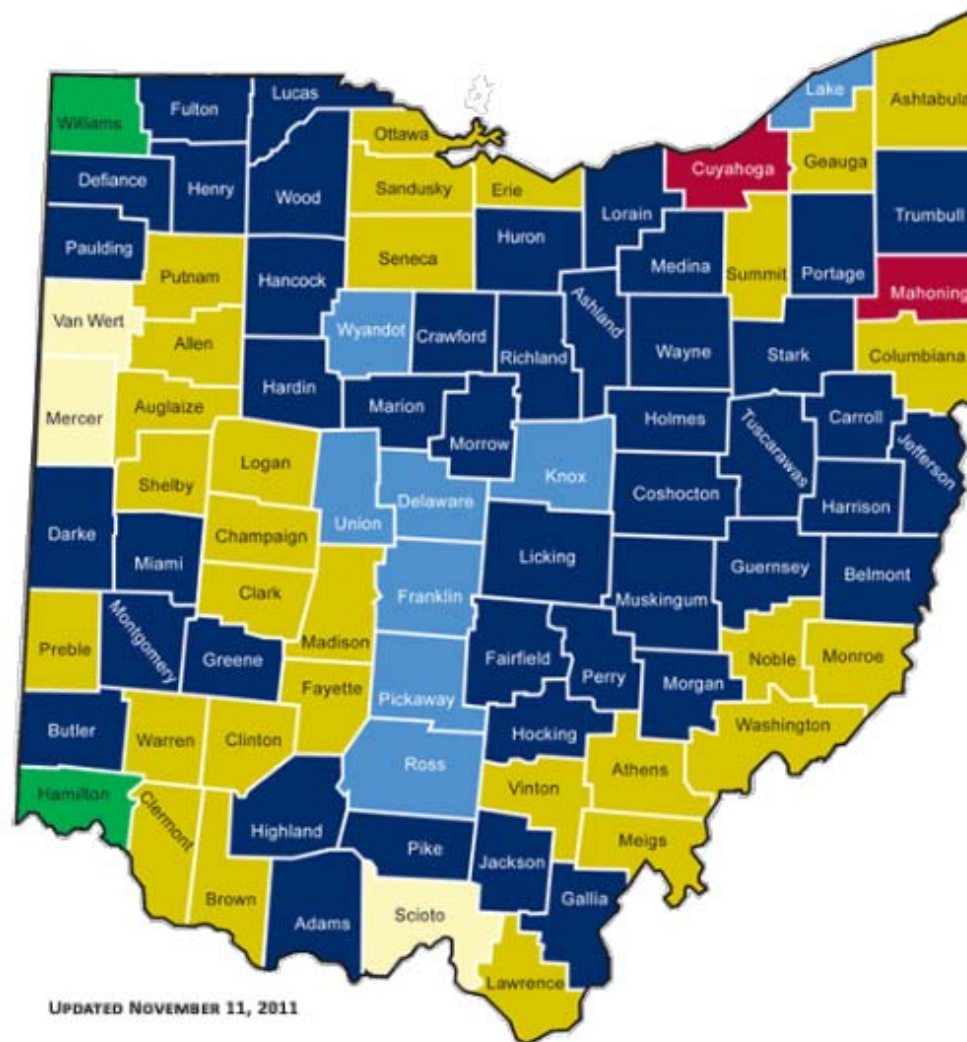 Lake
Ashtabula
Williams
Fulton
Lucas
Ottawa
Cuyahoga
Geauga
Defiance
Henry
Wood
Sandusky
Erie
Lorain
Trumbull
Paulding
Hancock
Seneca
Huron
Medina
Summit
Portage
Putnam
Mahoning
Van Wert
Allen
Wyandot
Crawford
Richland
Ashland
Wayne
Stark
Columbiana
Mercer
Auglaize
Hardin
Marion
Morrow
Holmes
Tuscarawas
Carroll
Jefferson
Shelby
Logan
Union
Delaware
Knox
Coshocton
Harrison
Darke
Miami
Champaign
Licking
Guernsey
Belmont
Clark
Franklin
Muskingum
Preble
Montgomery
Greene
Madison
Fairfield
Perry
Morgan
Noble
Monroe
Fayette
Pickaway
Washington
Butler
Warren
Clinton
Ross
Hocking
Athens
Vinton
Hamilton
Clermont
Highland
Pike
Jackson
Meigs
Brown
Adams
Scioto
Gallia
Lawrence
UPDATED NOVEMBER 11, 2011